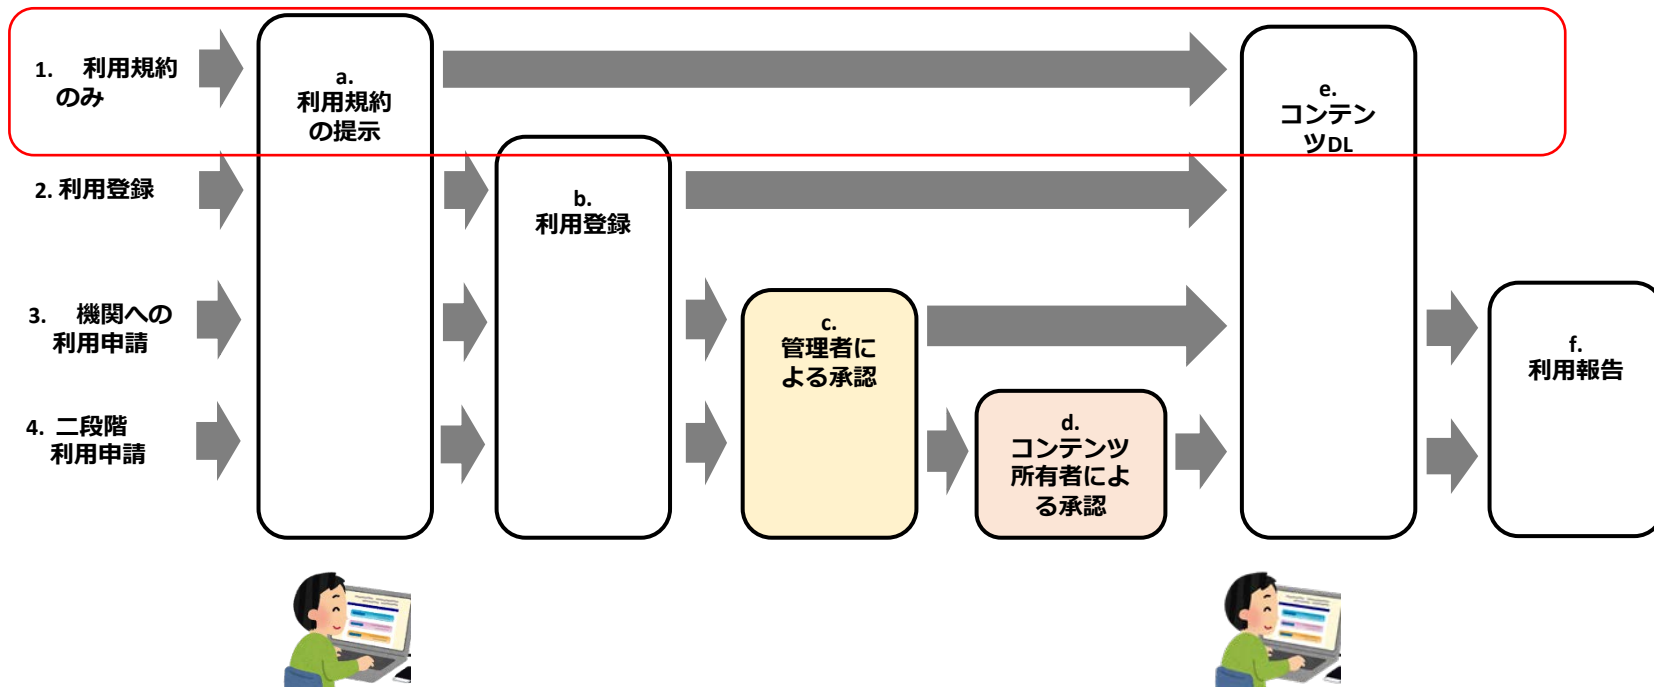 1. 利用規約
のみ
a.
利用規約
の提示
e.
コンテン
ツDL
2. 利用登録
b.
利用登録
3. 機関への
利用申請
c.
管理者に
よる承認
f.
利用報告
4. 二段階
利用申請
d.
コンテンツ
所有者によ
る承認